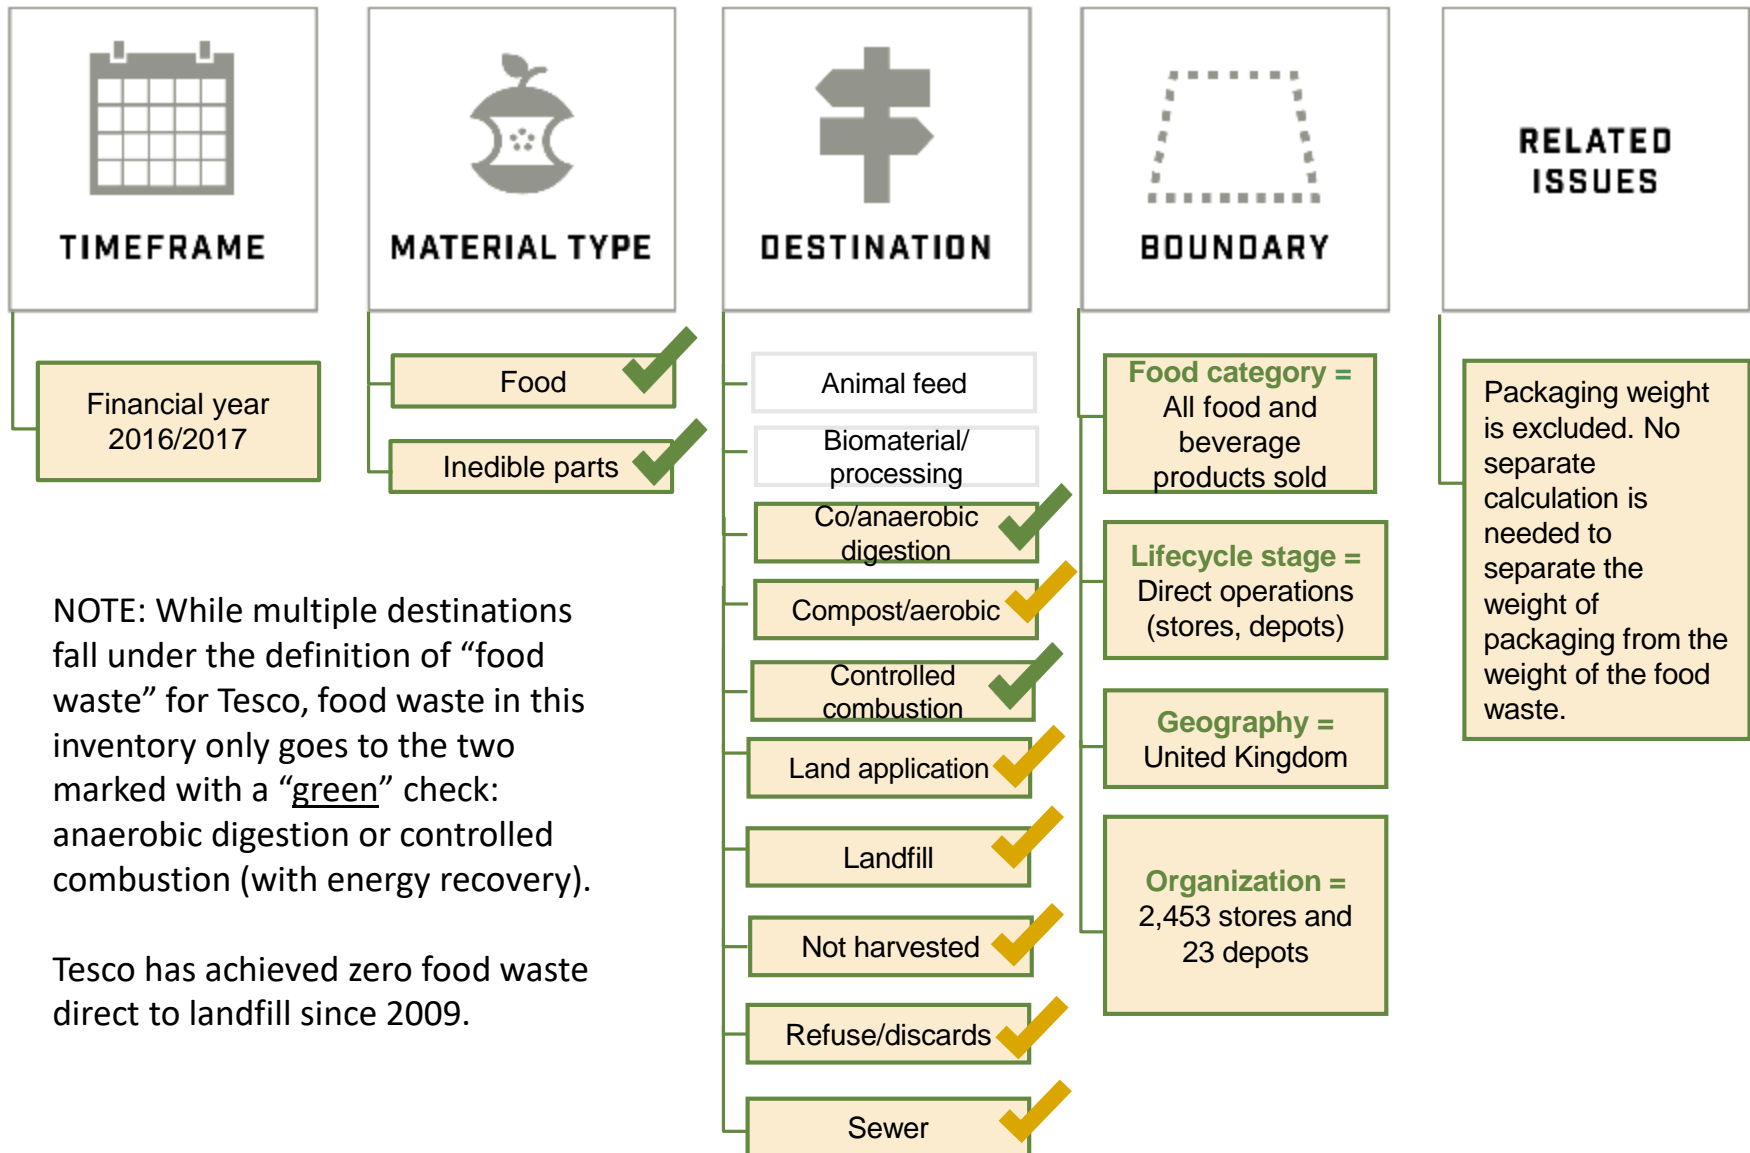 TIMEFRAME
Financial year
2016/2017
MATERIAL TYPE
Food
Inedible parts
DESTINATION
Animal feed
Biomaterial/
processing
Co/anaerobic
digestion
Compost/aerobic
Controlled
combustion
Land application
Landfill
Not harvested
Refuse/discards
Sewer
BOUNDARY
Food category =
All food and
beverage
products sold
Lifecycle stage =
Direct operations
(stores, depots)
Geography =
United Kingdom
Organization =
2,453 stores and
23 depots
RELATED
ISSUES
Packaging weight
is excluded. No
separate
calculation is
needed to
separate the
weight of
packaging from the
weight of the food
waste.
NOTE: While multiple destinations
fall under the definition of “food
waste” for Tesco, food waste in this
inventory only goes to the two
marked with a “green” check:
anaerobic digestion or controlled
combustion (with energy recovery).
Tesco has achieved zero food waste
direct to landfill since 2009.